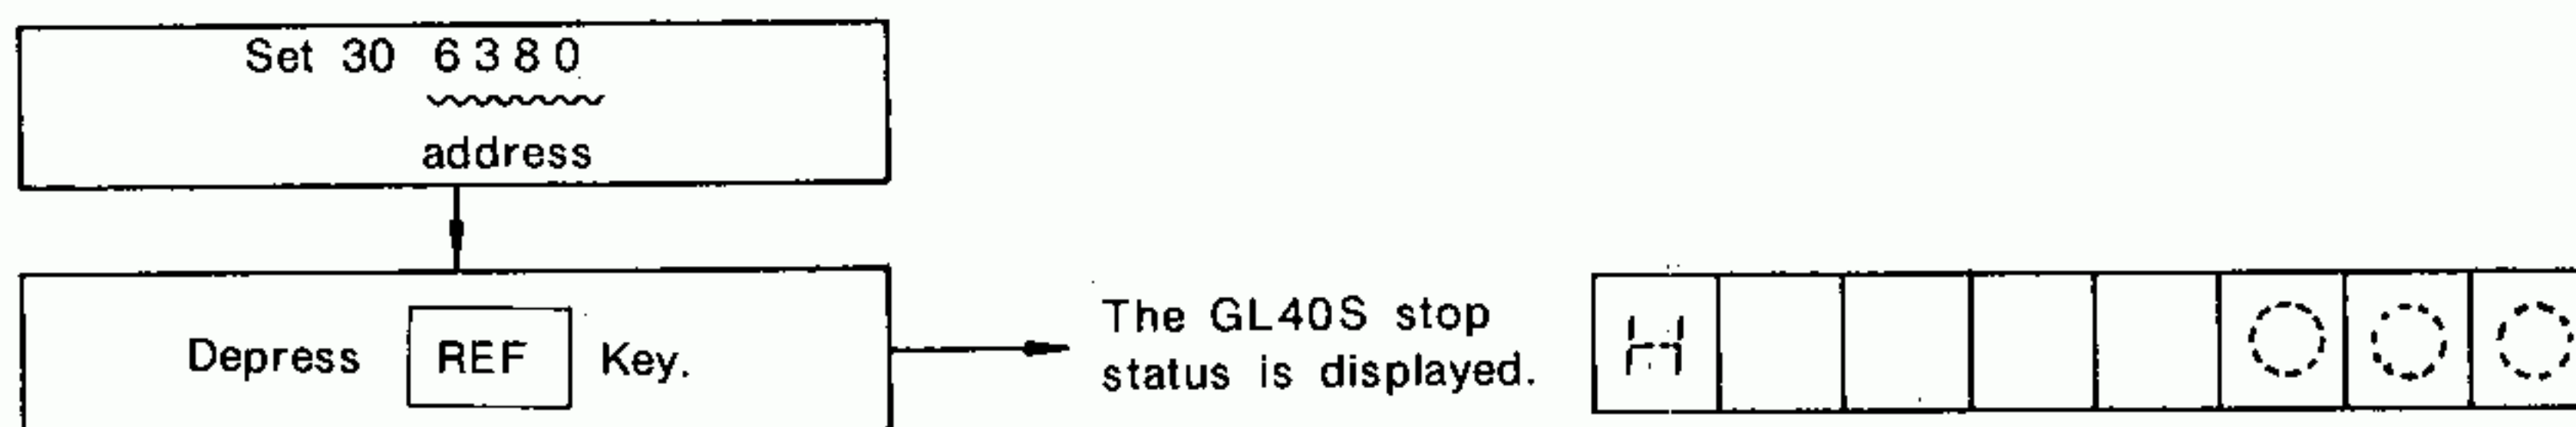 Set 30 6380
address
Depress REF Key.
The GL40S stop
status is displayed.
H